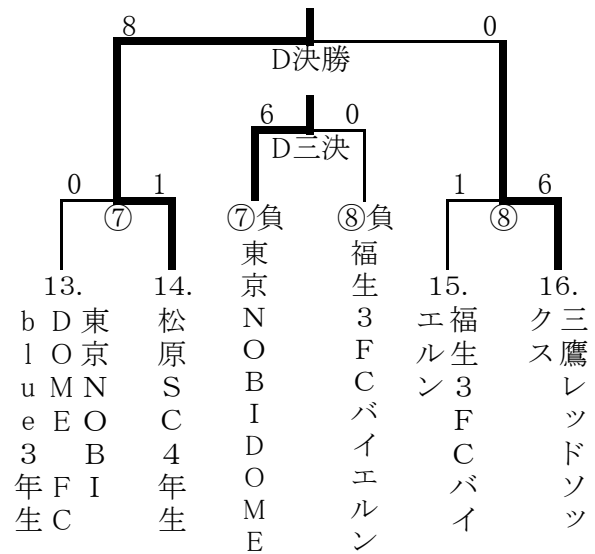 8
0
D決勝
6
0
D三決
0
1
1
6
⑦
⑦負
⑧負
⑧
13.
東京NOBI
DOME FC
blue3年生
14.
松原SC4年生
東京NOBIDOME
福生3FCバイエルン
15.
福生3FCバイ
エルン
16.
三鷹レッドソッ
クス